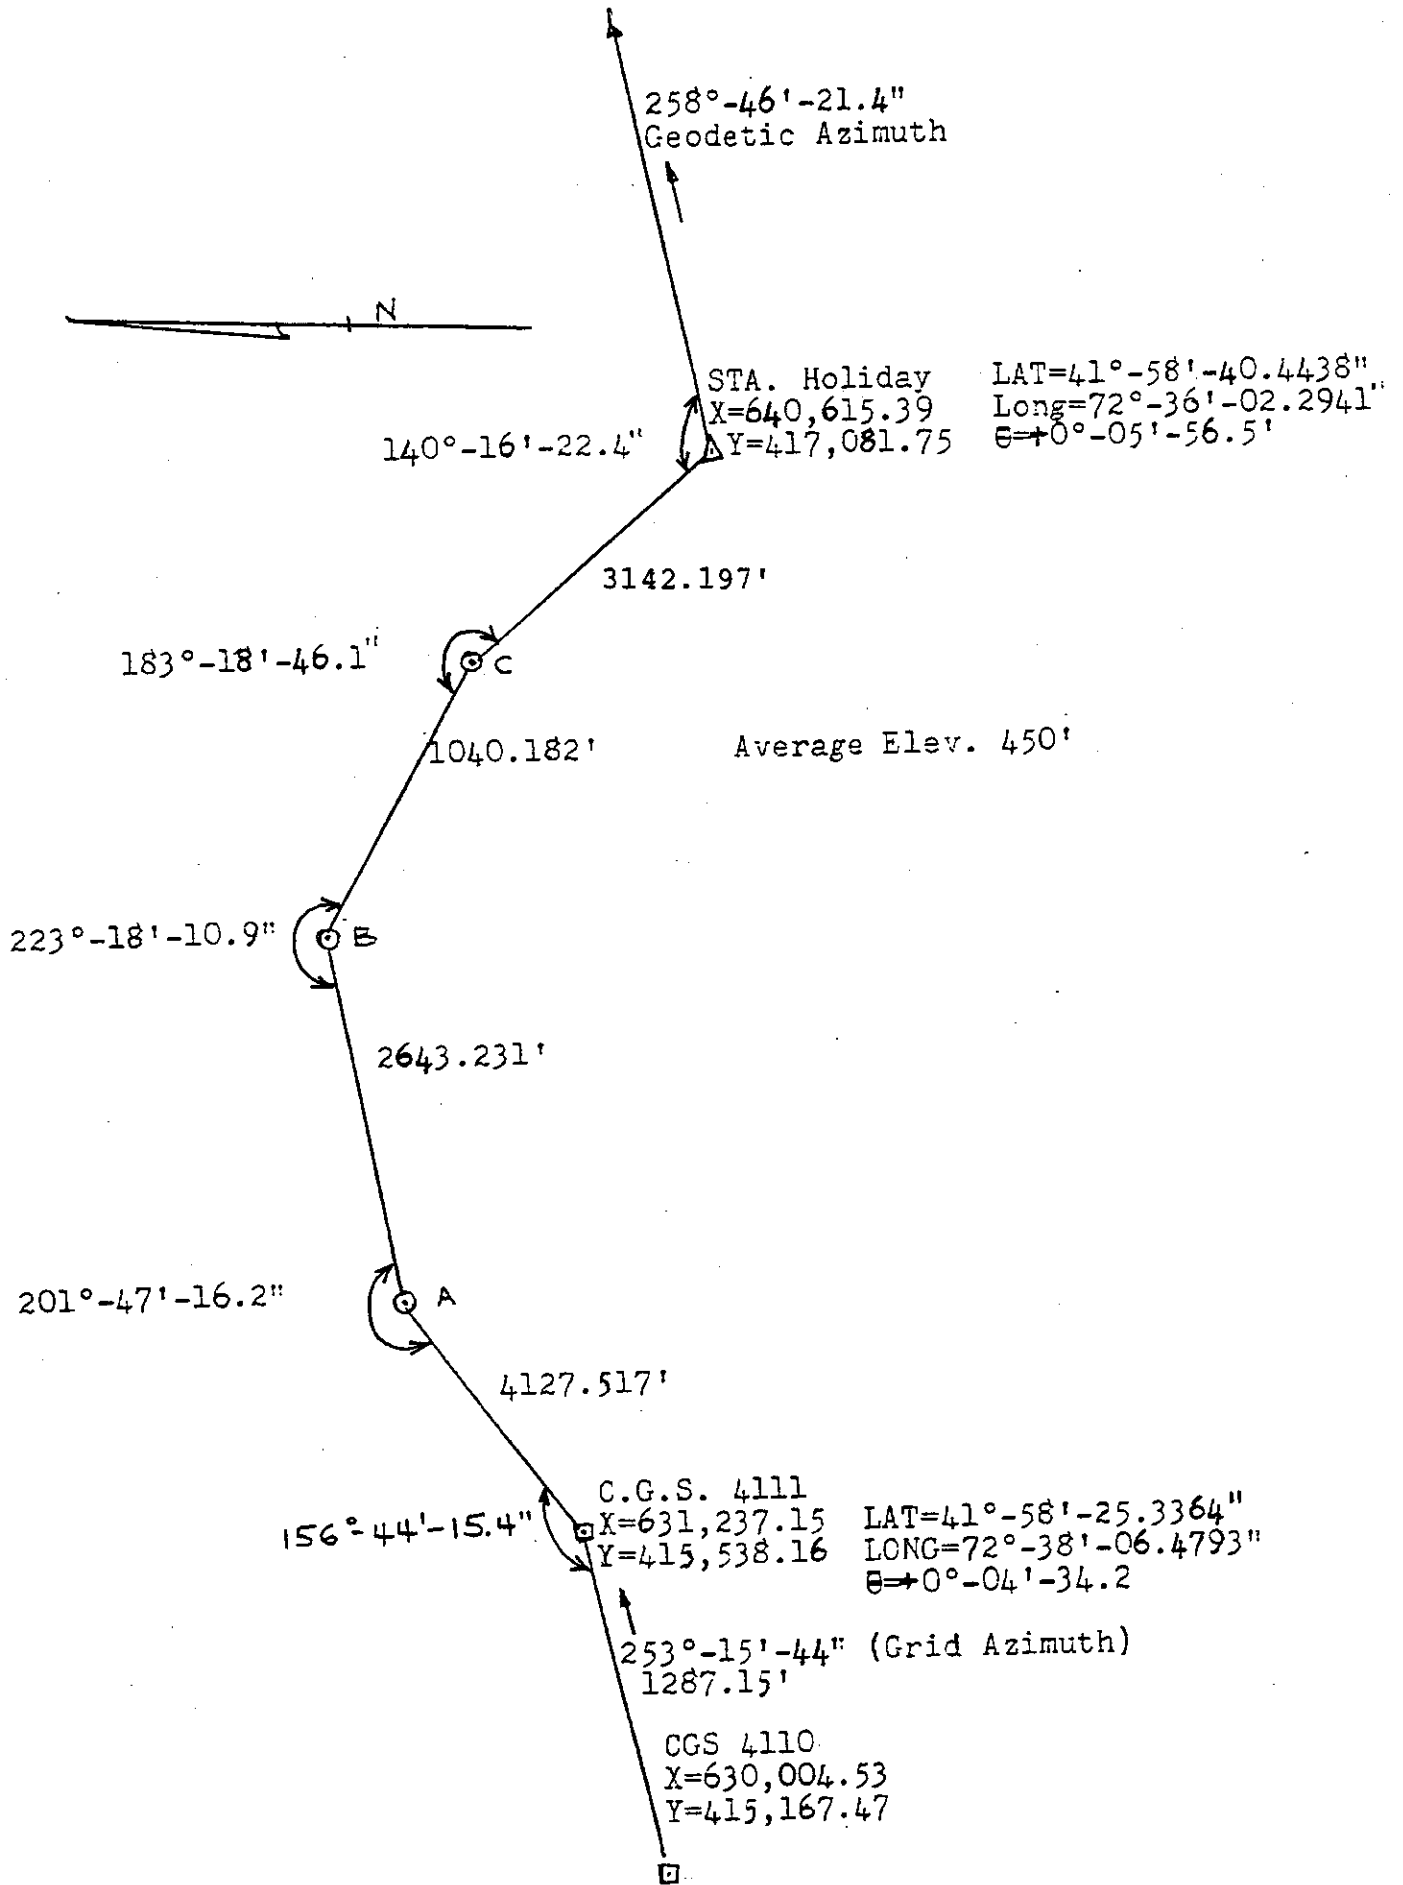 258°-46'-21.4"
Geodetic Azimuth
N
STA. Holiday
X=640,615.39
Y=417,081.75
LAT=41°-58'-40.4438"
Long=72°-36'-02.2941"
θ=+0°-05'-56.5'
140°-16'-22.4"
3142.197'
183°-18'-46.1"
C
1040.182'
Average Elev. 450'
223°-18'-10.9"
B
2643.231'
201°-47'-16.2"
A
4127.517'
C.G.S. 4111
X=631,237.15
Y=415,538.16
LAT=41°-58'-25.3364"
LONG=72°-38'-06.4793"
θ=+0°-04'-34.2
156°-44'-15.4"
253°-15'-44" (Grid Azimuth)
1287.15'
CGS 4110
X=630,004.53
Y=415,167.47